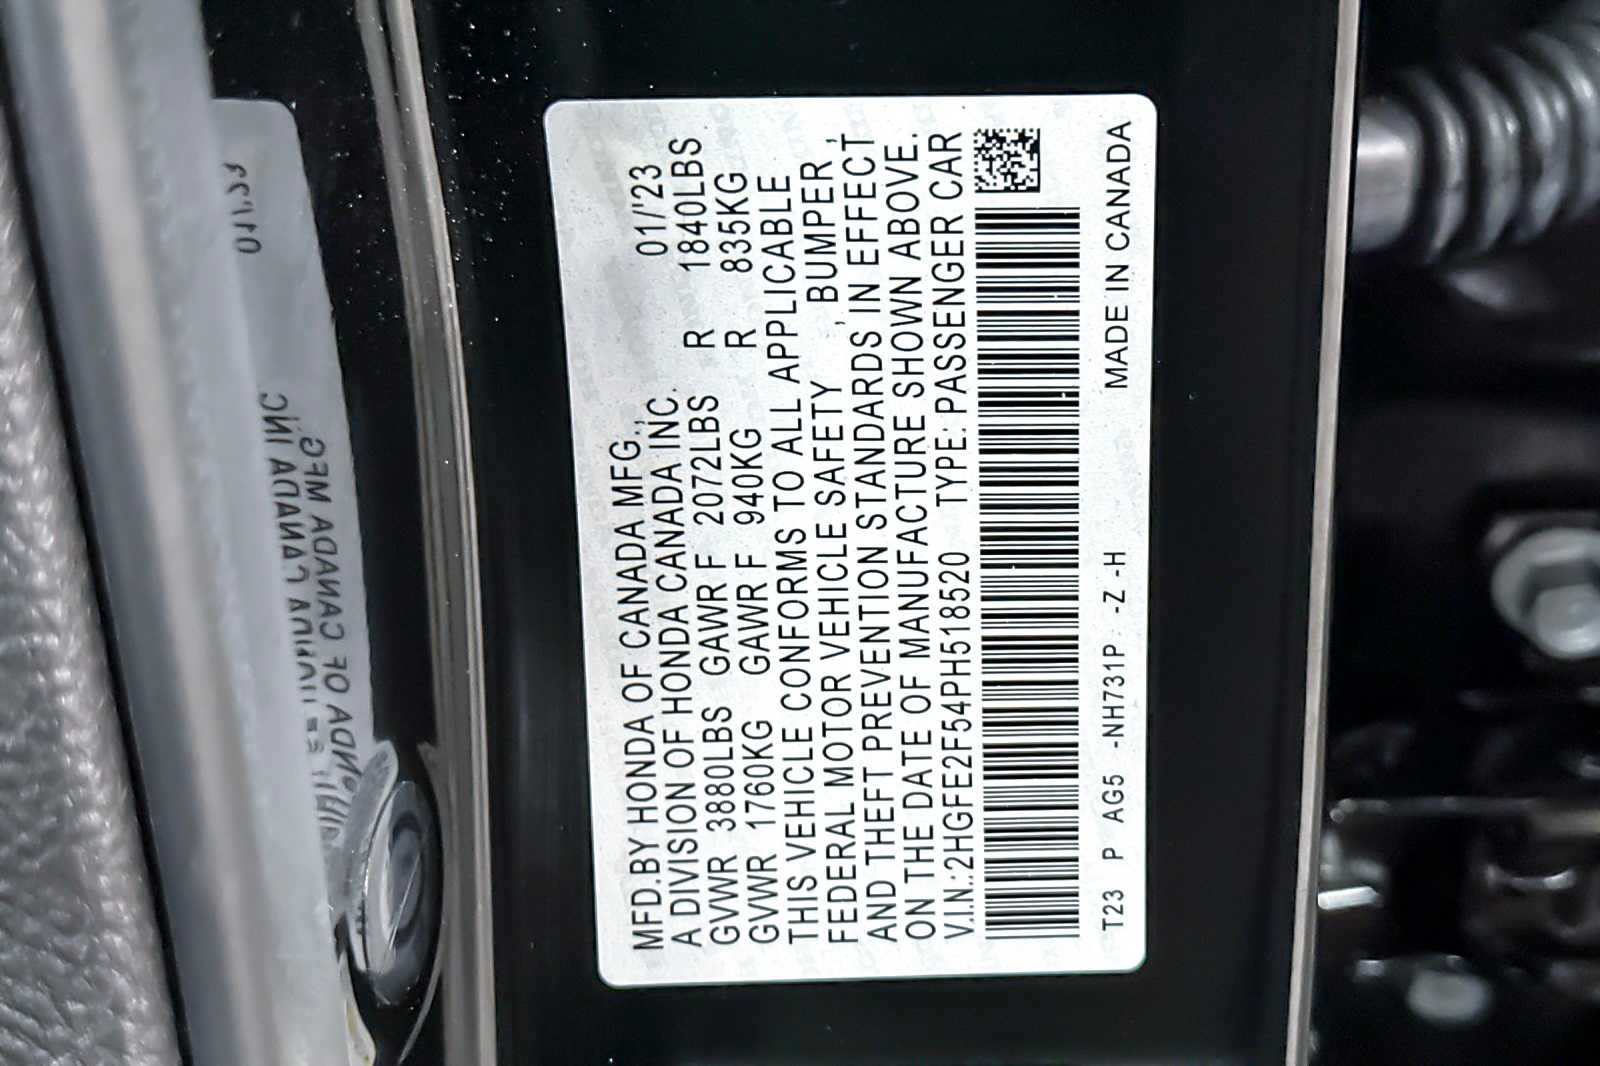 MFD.BY HONDA OF CANADA MFG., 01/'23
A DIVISION OF HONDA CANADA INC.
GVWR 3880LBS GAWR F 2072LBS R 1840LBS
GVWR 1760KG GAWR F 940KG R 835KG
THIS VEHICLE CONFORMS TO ALL APPLICABLE
FEDERAL MOTOR VEHICLE SAFETY , BUMPER ,
AND THEFT PREVENTION STANDARDS IN EFFECT
ON THE DATE OF MANUFACTURE SHOWN ABOVE.
V.I.N.:2HGFE2F54PH518520 TYPE:PASSENGER CAR
T23 P AG5 -NH731P -Z -H MADE IN CANADA